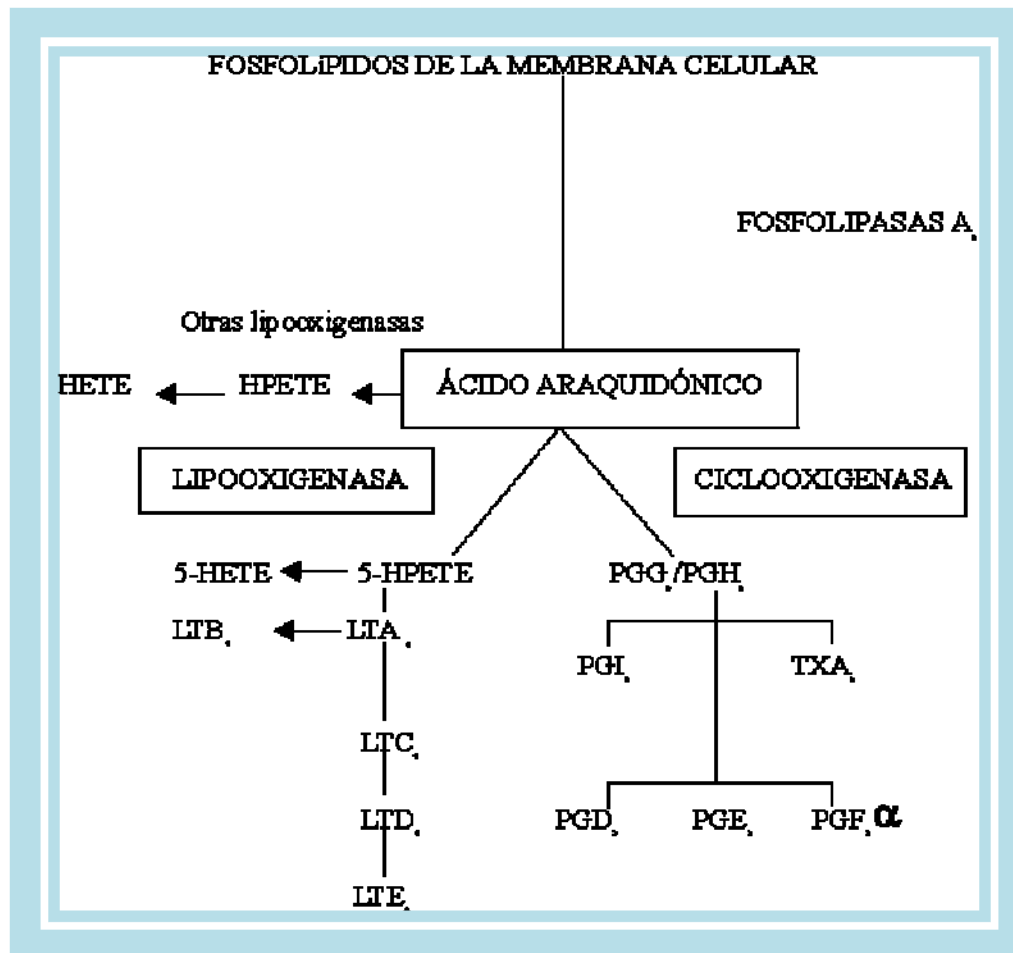 FOSFOLíPIDOS DE LA MEMBRANA CELULAR
FOSFOLIPASAS A
Otras lipooxigenasas
HETE HPETE ÁCIDO ARAQUIDÓNICO
LIPOOXIGENASA CICLOOXIGENASA
5-HETE 5-HPETE PGG /PGH
LTB LTA
PGI TXA
LTC
LTD PGD PGE PGF α
LTE